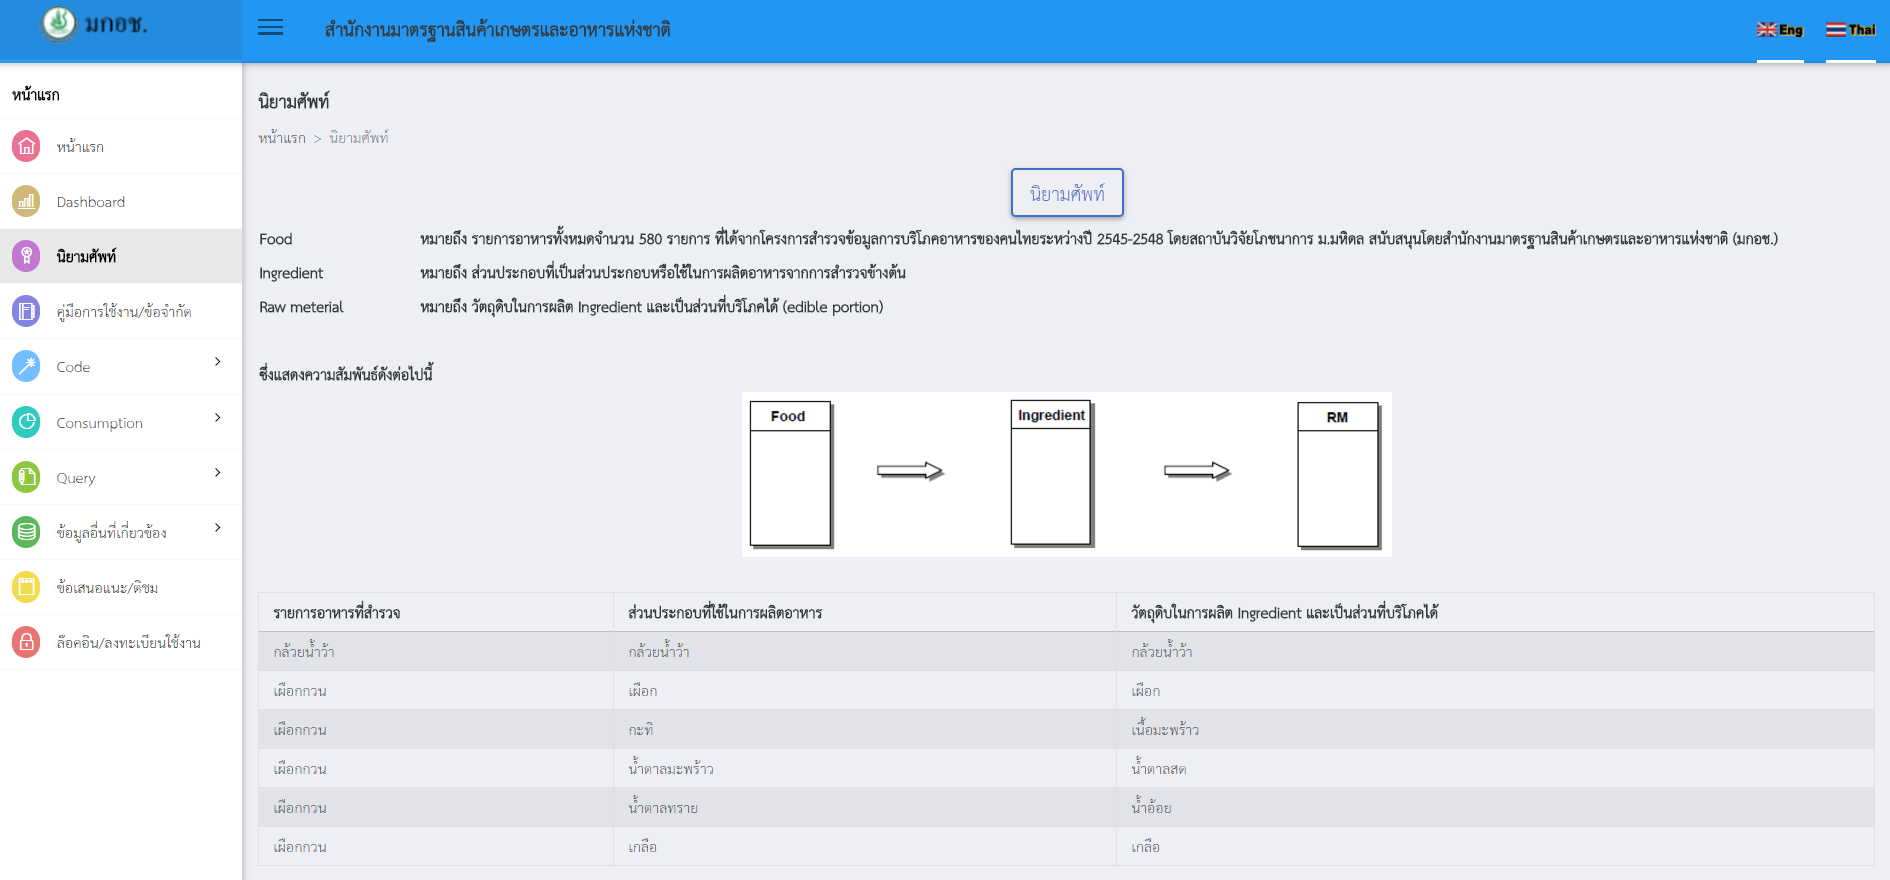 มกอช.
สำนักงานมาตรฐานสินค้าเกษตรและอาหารแห่งชาติ
Eng
Thai
หน้าแรก
หน้าแรก
Dashboard
นิยามศัพท์
คู่มือการใช้งาน/ข้อจำกัด
Code
Consumption
Query
ข้อมูลอื่นที่เกี่ยวข้อง
ข้อเสนอแนะ/ติชม
ล๊อคอิน/ลงทะเบียนใช้งาน
นิยามศัพท์
หน้าแรก > นิยามศัพท์
นิยามศัพท์
Food หมายถึง รายการอาหารทั้งหมดจำนวน 580 รายการ ที่ได้จากโครงการสำรวจข้อมูลการบริโภคอาหารของคนไทยระหว่างปี 2545-2548 โดยสถาบันวิจัยโภชนาการ ม.มหิดล สนับสนุนโดยสำนักงานมาตรฐานสินค้าเกษตรและอาหารแห่งชาติ (มกอช.)
Ingredient หมายถึง ส่วนประกอบที่เป็นส่วนประกอบหรือใช้ในการผลิตอาหารจากการสำรวจข้างต้น
Raw meterial หมายถึง วัตถุดิบในการผลิต Ingredient และเป็นส่วนที่บริโภคได้ (edible portion)
ซึ่งแสดงความสัมพันธ์ดังต่อไปนี้
Food Ingredient RM
รายการอาหารที่สำรวจ ส่วนประกอบที่ใช้ในการผลิตอาหาร วัตถุดิบในการผลิต Ingredient และเป็นส่วนที่บริโภคได้
กล้วยน้ำว้า กล้วยน้ำว้า กล้วยน้ำว้า
เผือกกวน เผือก เผือก
เผือกกวน กะทิ เนื้อมะพร้าว
เผือกกวน น้ำตาลมะพร้าว น้ำตาลสด
เผือกกวน น้ำตาลทราย น้ำอ้อย
เผือกกวน เกลือ เกลือ